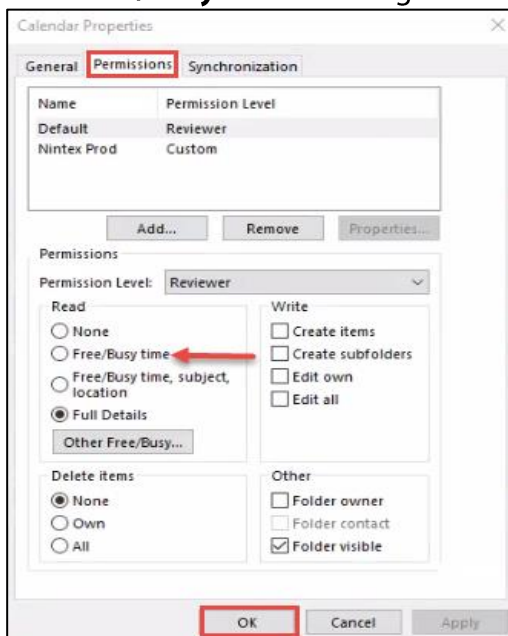 Calendar Properties
General Permissions Synchronization
Name Permission Level
Default Reviewer
Nintex Prod Custom
Add... Remove Properties...
Permissions
Permission Level: Reviewer
Read Write
None Create items
Free/Busy time Create subfolders
Free/Busy time, subject, Edit own
location Edit all
Full Details
Other Free/Busy...
Delete items Other
None Folder owner
Own Folder contact
All Folder visible
OK Cancel Apply